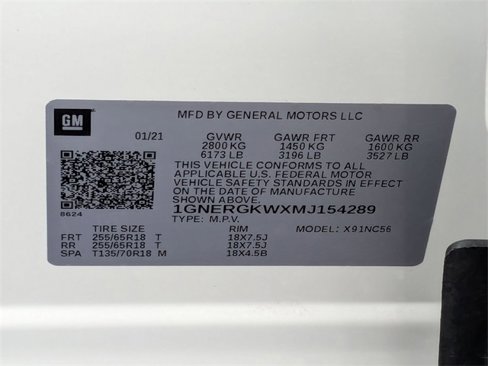 GM
MFD BY GENERAL MOTORS LLC
01/21 GVWR GAWR FRT GAWR RR
2800 KG 1450 KG 1600 KG
6173 LB 3196 LB 3527 LB
THIS VEHICLE CONFORMS TO ALL
APPLICABLE U.S. FEDERAL MOTOR
VEHICLE SAFETY STANDARDS IN EFFECT
ON THE DATE OF MANUFACTURE
SHOWN ABOVE.
8624
1GNERGKWXMJ154289
TYPE: M.P.V. MODEL: X91NC56
TIRE SIZE RIM
FRT 255/65R18 T 18X7.5J
RR 255/65R18 T 18X7.5J
SPA T135/70R18 M 18X4.5B